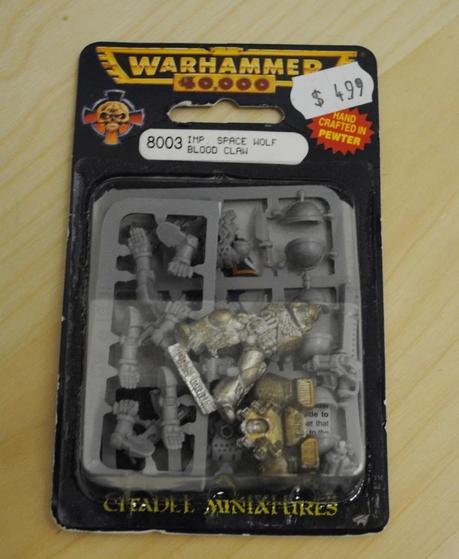 WARHAMMER
40,000
$ 4.99
HAND
CRAFTED IN
PEWTER
8003 IMP. SPACE WOLF
BLOOD CLAW
CITADEL MINIATURES